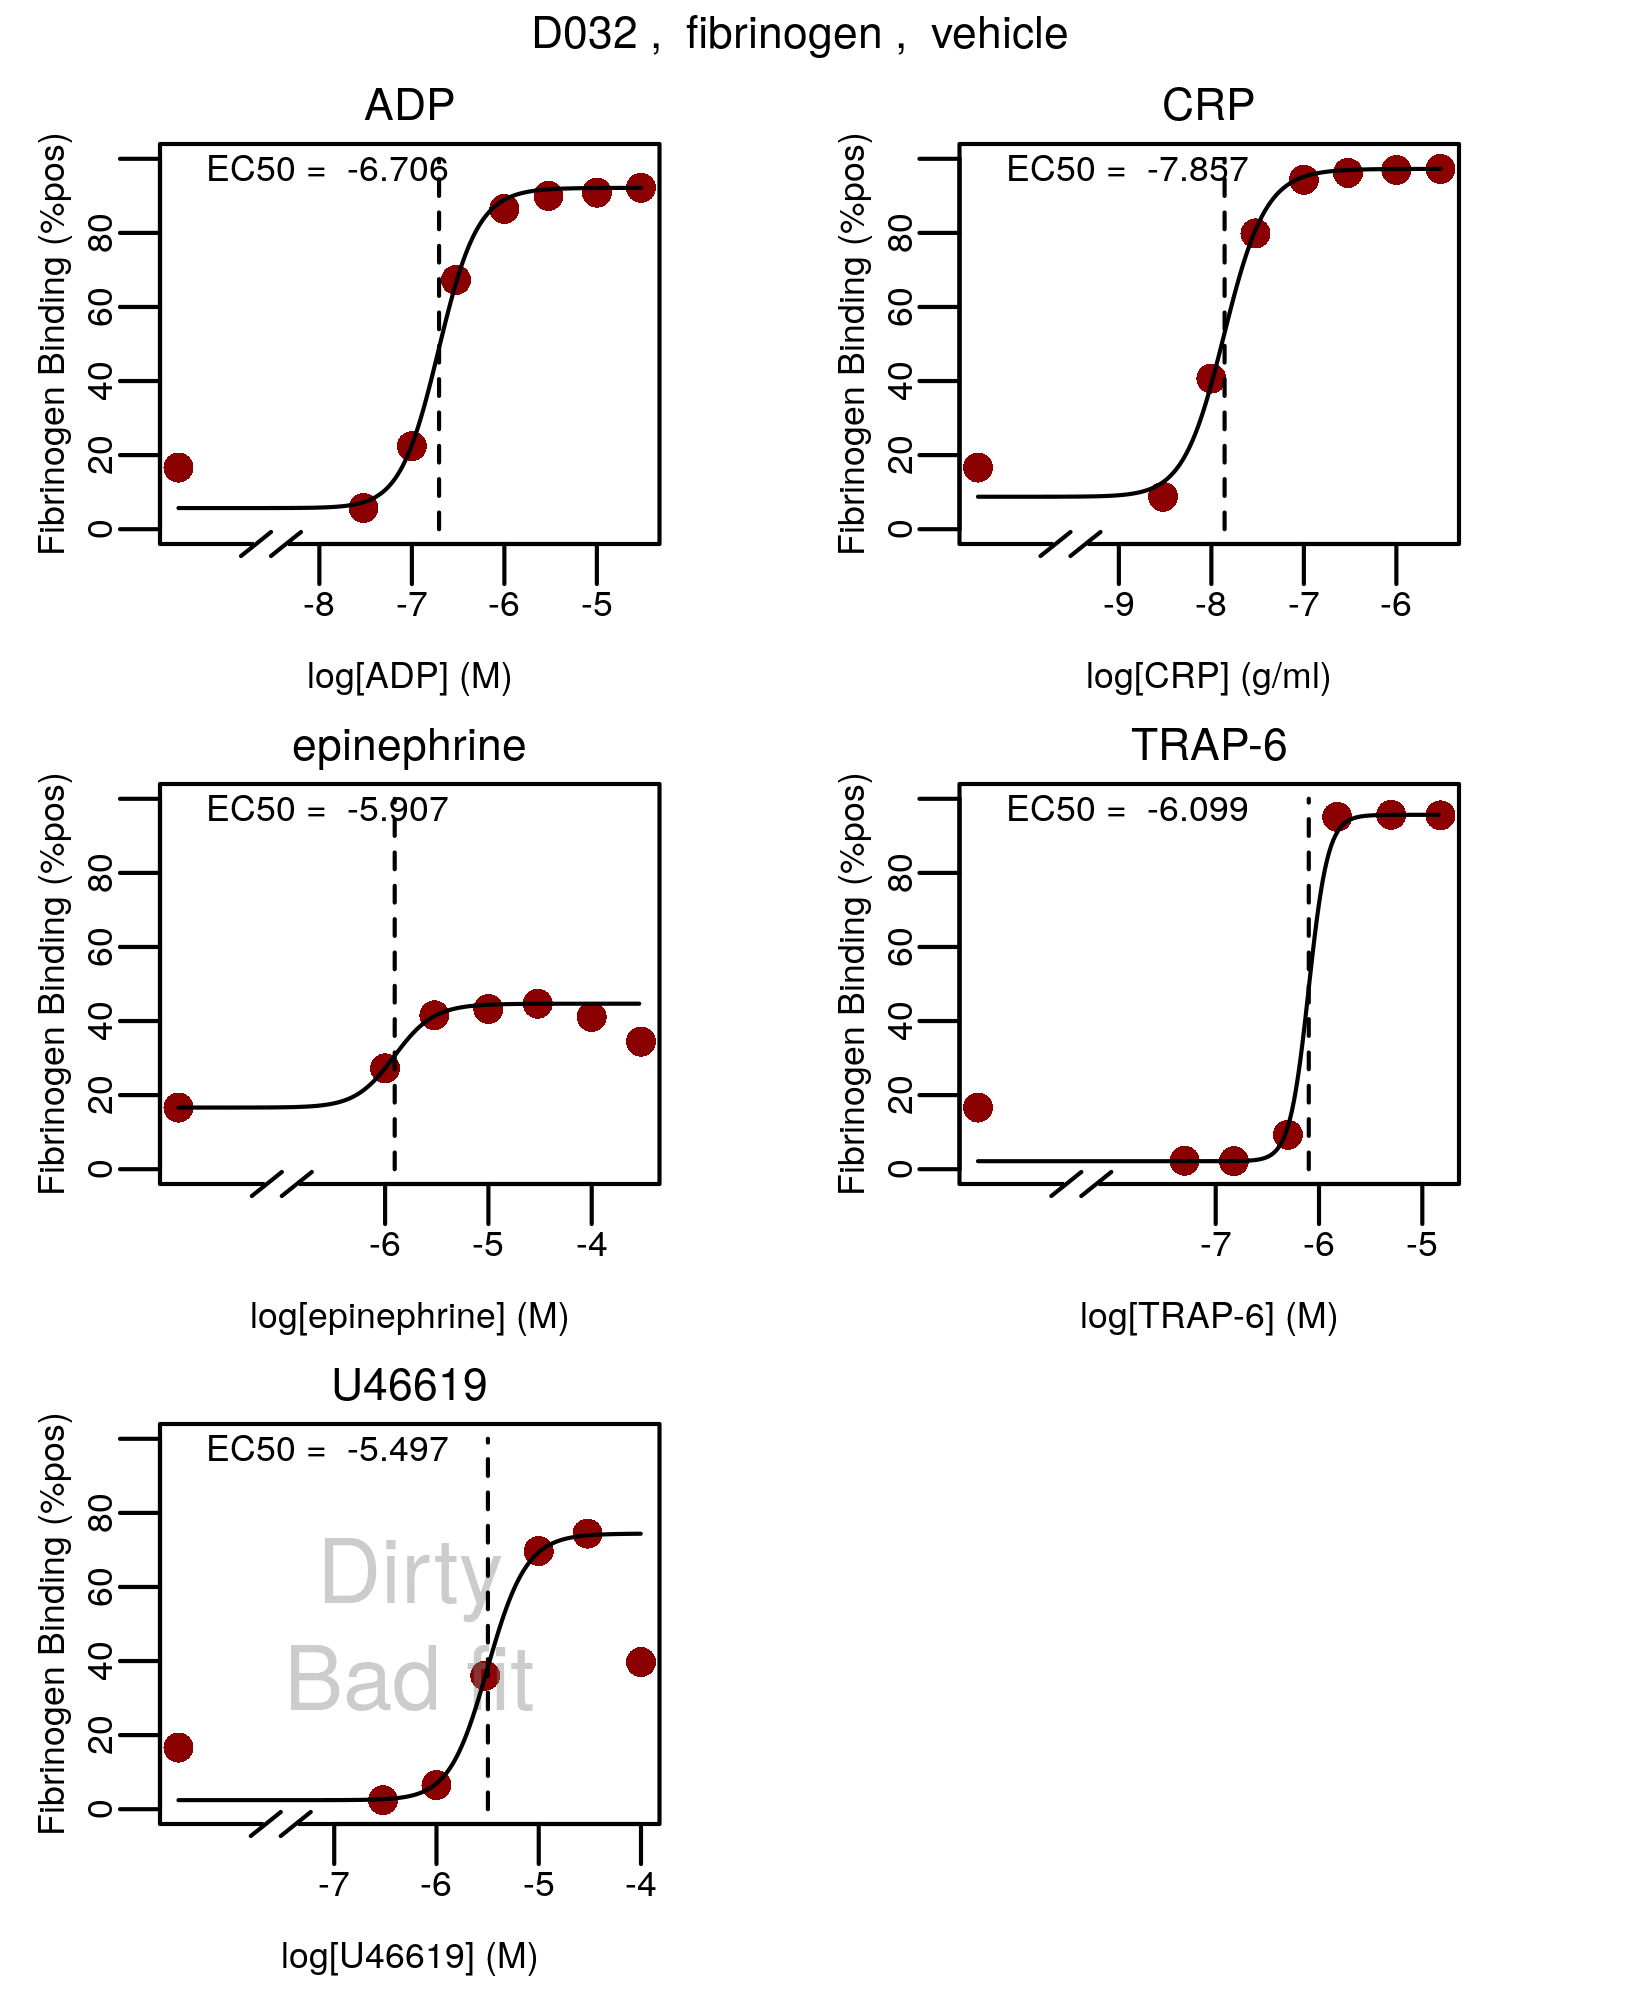 D032 , fibrinogen , vehicle
ADP
EC50 = -6.706
Fibrinogen Binding (%pos)
0 20 40 60 80
-8 -7 -6 -5
log[ADP] (M)
CRP
EC50 = -7.857
Fibrinogen Binding (%pos)
0 20 40 60 80
-9 -8 -7 -6
log[CRP] (g/ml)
epinephrine
EC50 = -5.907
Fibrinogen Binding (%pos)
0 20 40 60 80
-6 -5 -4
log[epinephrine] (M)
TRAP-6
EC50 = -6.099
Fibrinogen Binding (%pos)
0 20 40 60 80
-7 -6 -5
log[TRAP-6] (M)
U46619
EC50 = -5.497
Dirty
Bad fit
Fibrinogen Binding (%pos)
0 20 40 60 80
-7 -6 -5 -4
log[U46619] (M)